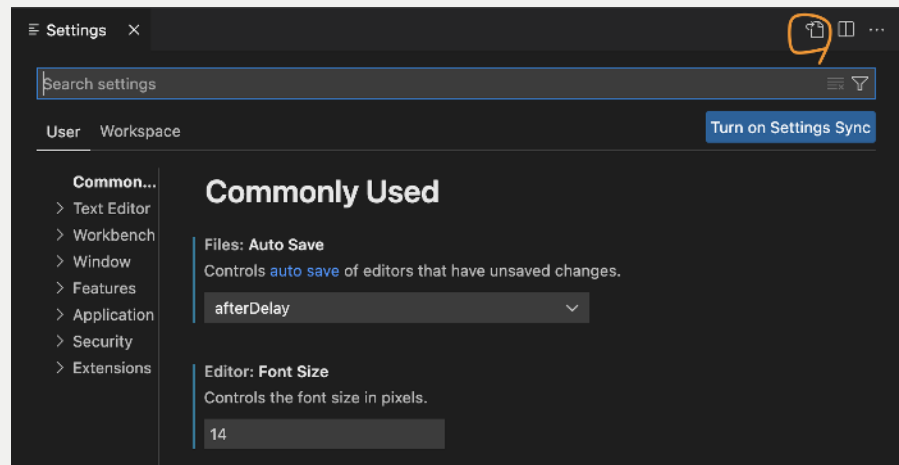 Settings
Search settings
User Workspace
Turn on Settings Sync
Common...
Text Editor
Workbench
Window
Features
Application
Security
Extensions
Commonly Used
Files: Auto Save
Controls auto save of editors that have unsaved changes.
afterDelay
Editor: Font Size
Controls the font size in pixels.
14